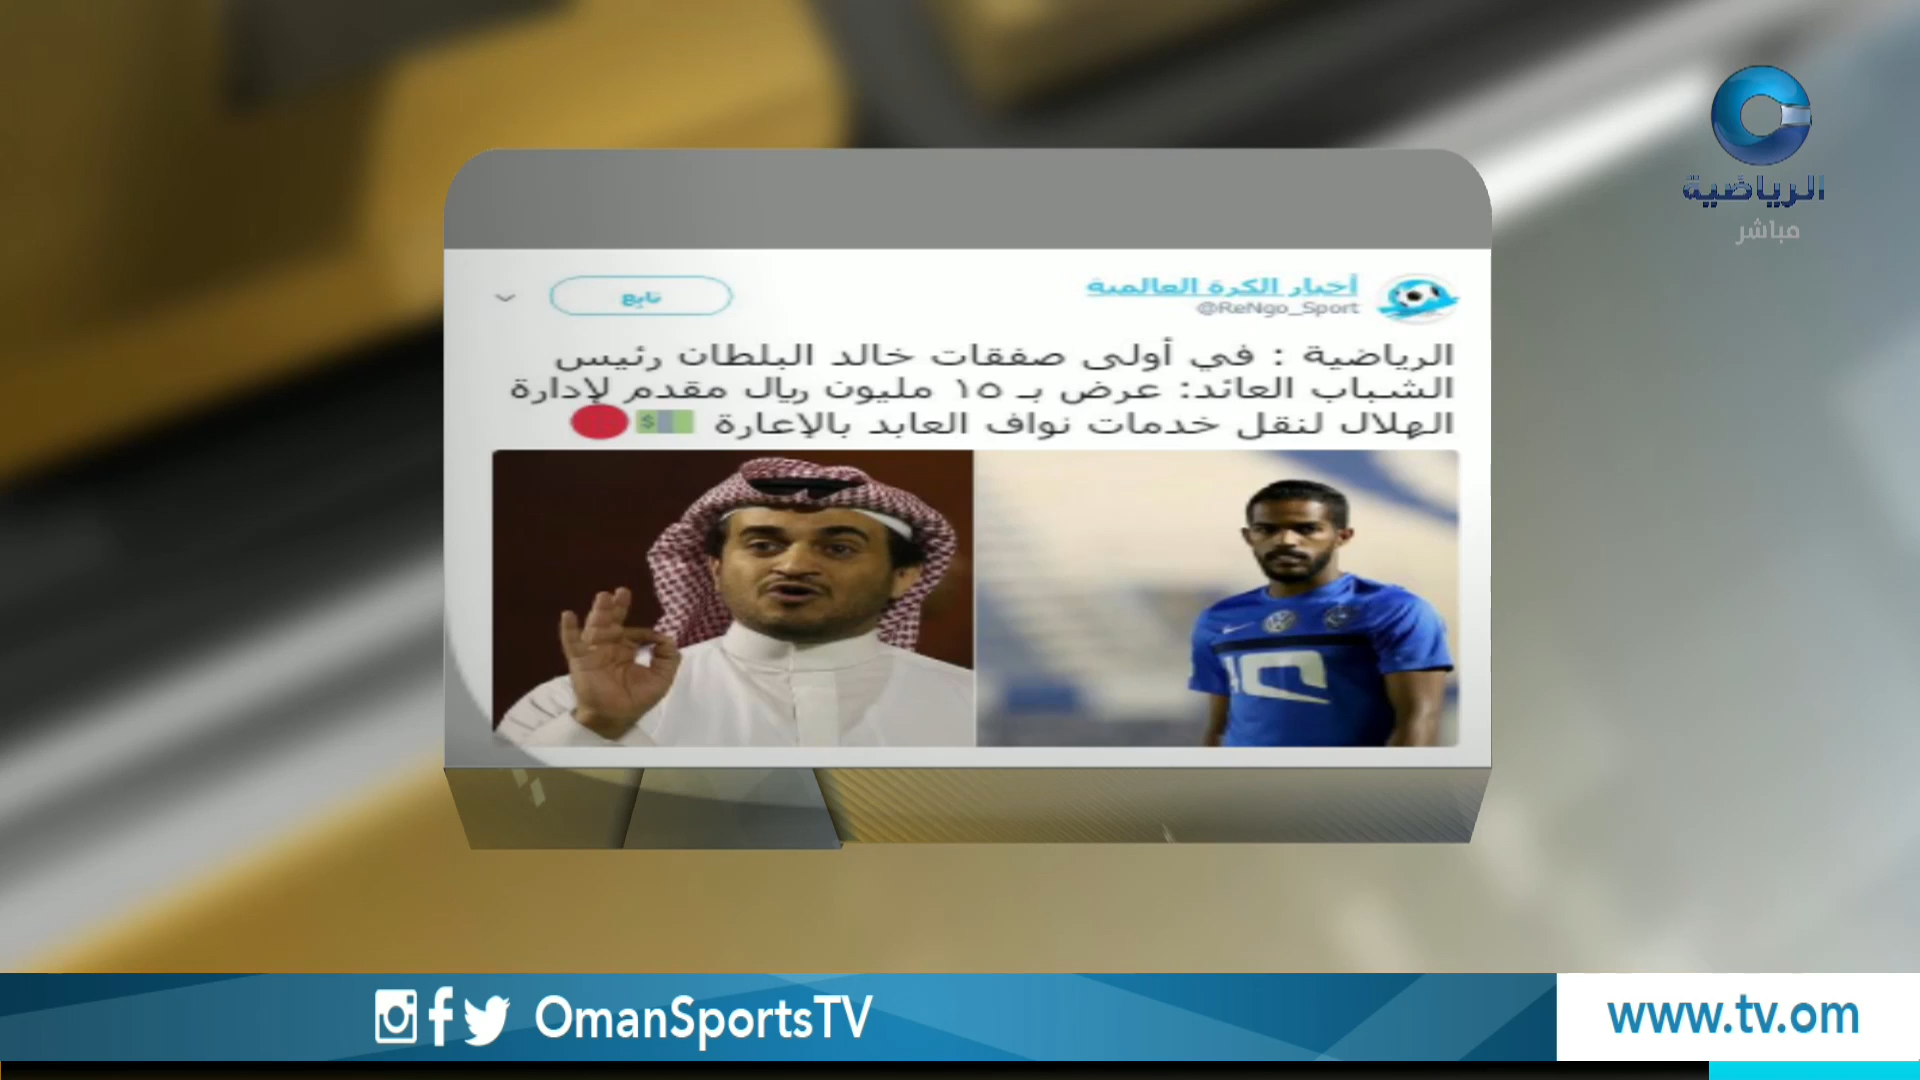 الرياضية
مباشر
أخبار الكرة العالمية
@ReNgo_Sport
تابع
الرياضية : في أولى صفقات خالد البلطان رئيس
الشباب العائد: عرض بـ ١٥ مليون ريال مقدم لإدارة
الهلال لنقل خدمات نواف العابد بالإعارة
OmanSportsTV
www.tv.om